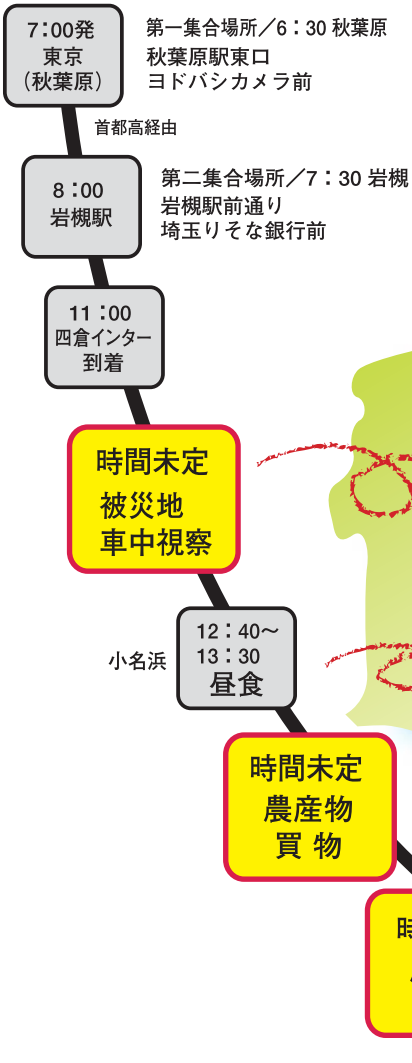 7：00発
東京
（秋葉原）
第一集合場所／6：30 秋葉原
秋葉原駅東口
ヨドバシカメラ前
首都高経由
8：00
岩槻駅
第二集合場所／7：30 岩槻
岩槻駅前通り
埼玉りそな銀行前
11：00
四倉インター
到着
時間未定
被災地
車中視察
小名浜
12：40〜
13：30
昼食
時間未定
農産物
買 物